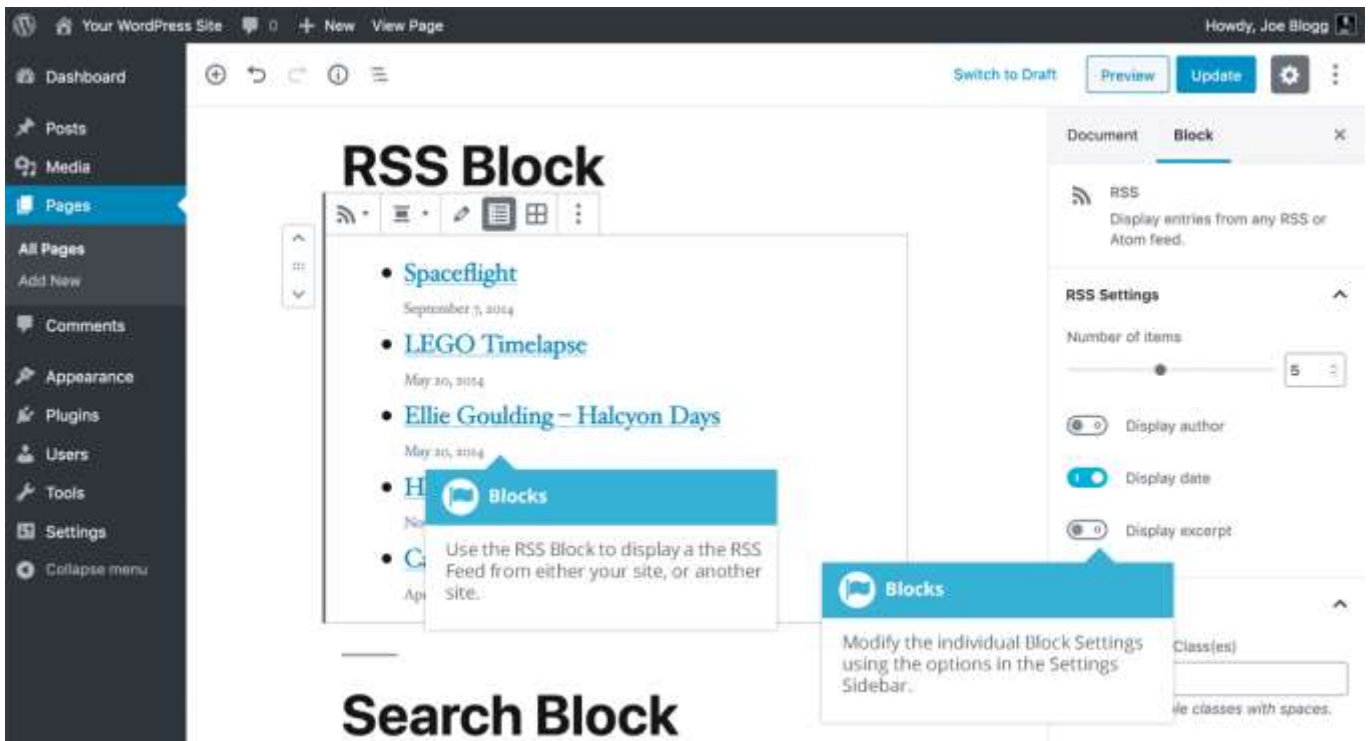 Your WordPress Site 0 + New View Page Howdy, Joe Blogg
Dashboard
Posts
Media
Pages
All Pages
Add New
Comments
Appearance
Plugins
Users
Tools
Settings
Collapse menu
Switch to Draft Preview Update
RSS Block
Spaceflight
September 7, 2014
LEGO Timelapse
May 20, 2014
Ellie Goulding – Halcyon Days
May 20, 2014
H
No
Ca
Apr
Blocks
Use the RSS Block to display a the RSS
Feed from either your site, or another
site.
Search Block
Document Block
RSS
Display entries from any RSS or
Atom feed.
RSS Settings
Number of items
5
Display author
Display date
Display excerpt
Blocks
Modify the individual Block Settings
using the options in the Settings
Sidebar.
Class(es)
classes with spaces.